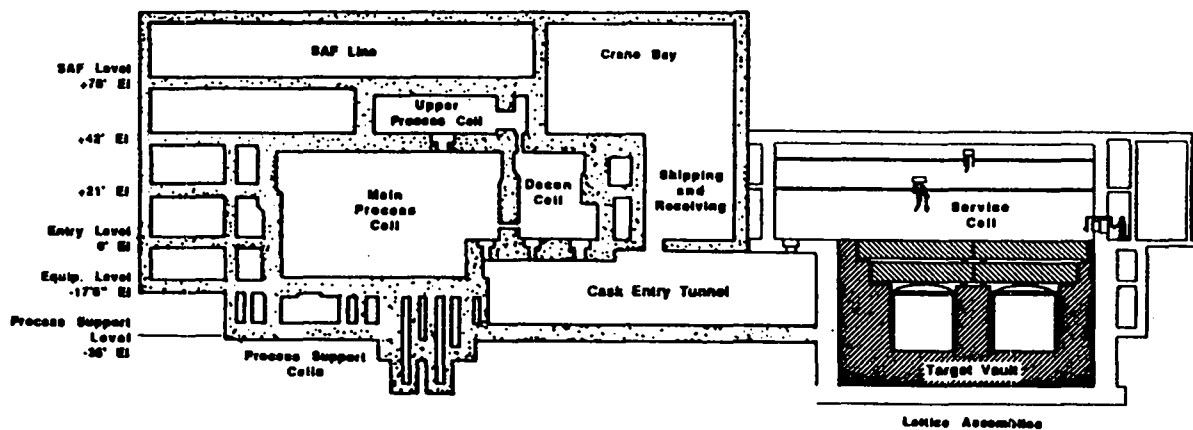 SAF Line
Crane Bay
SAF Level
+78' El
Upper
Process Cell
+42' El
+21' El
Main
Process
Cell
Decon
Cell
Shipping
and
Receiving
Service
Cell
Entry Level
0' El
Equip. Level
-17'6" El
Cask Entry Tunnel
Process Support
Level
-36' El
Process Support
Cells
Target Vault
Lattice Assemblies